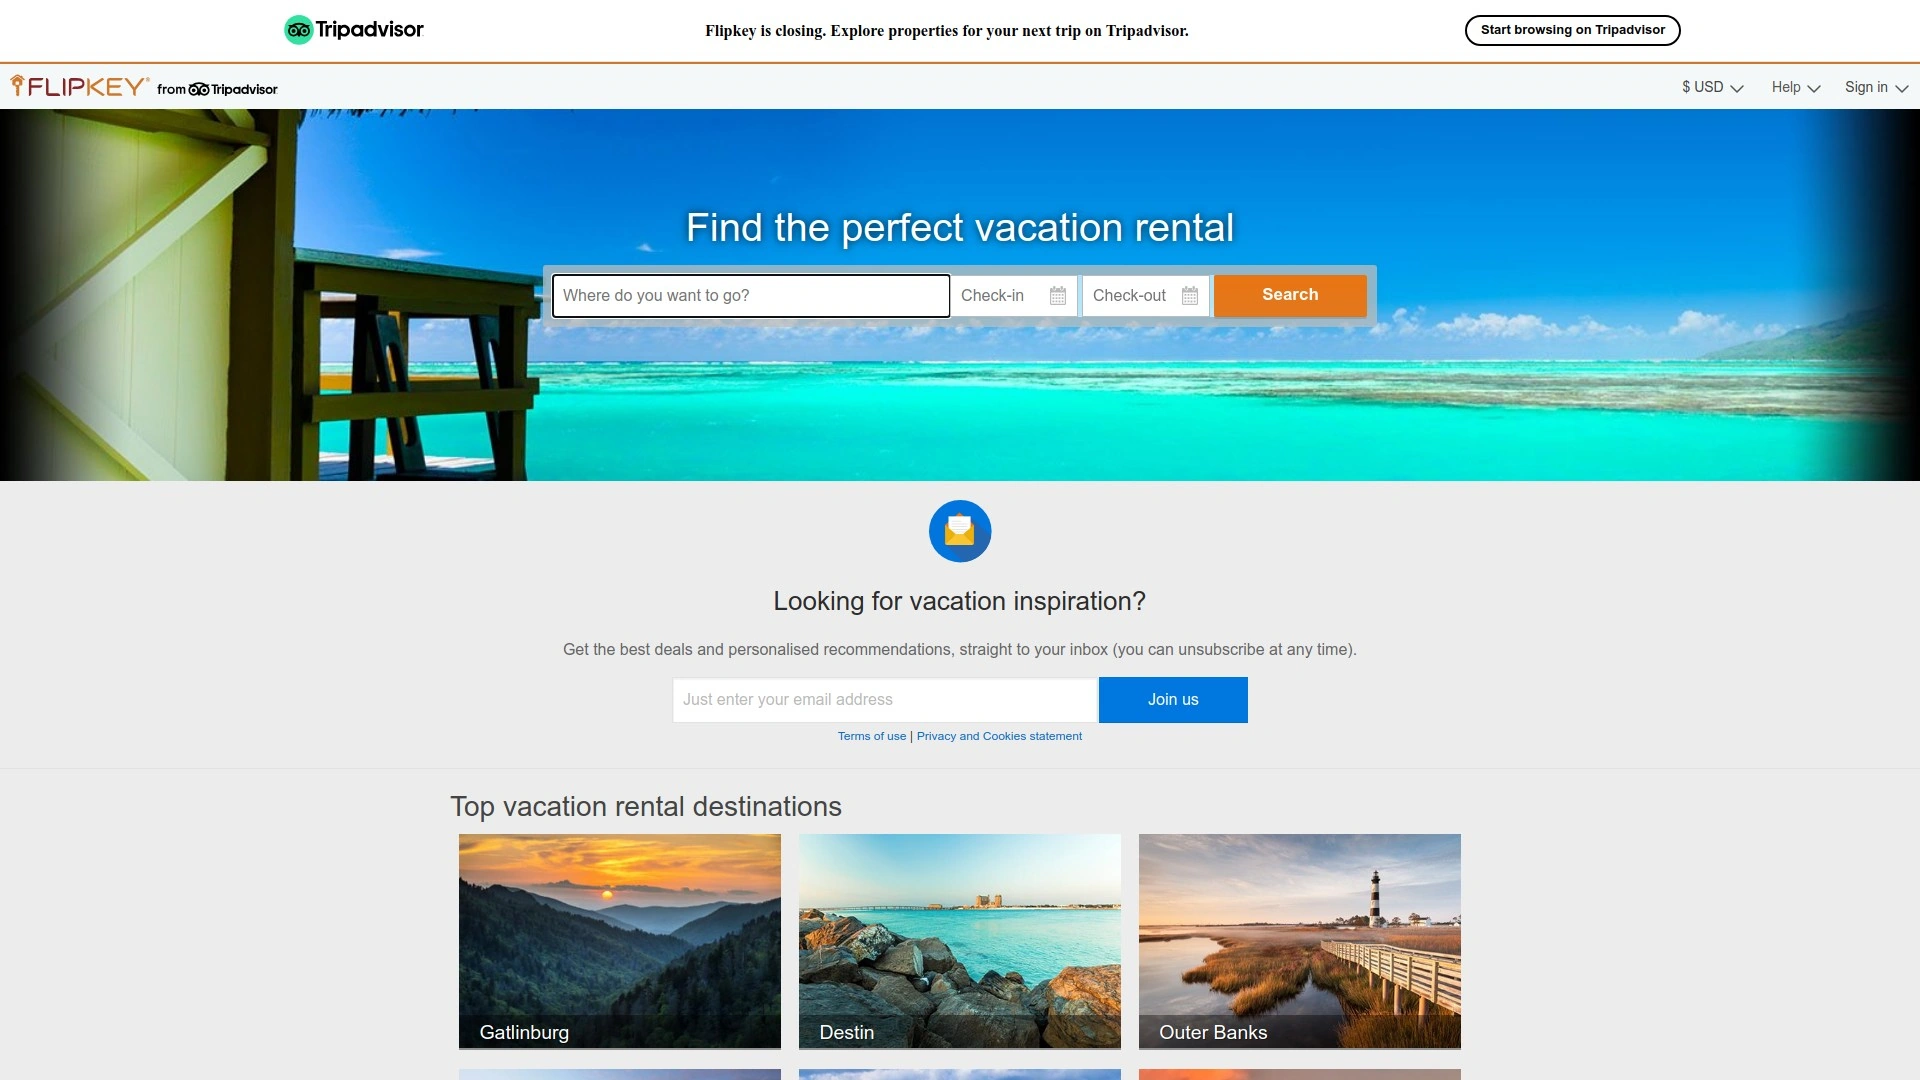 Tripadvisor
Flipkey is closing. Explore properties for your next trip on Tripadvisor.
Start browsing on Tripadvisor
FLIPKEY from Tripadvisor
$ USD
Help
Sign in
Find the perfect vacation rental
Where do you want to go?
Check-in
Check-out
Search
Looking for vacation inspiration?
Get the best deals and personalised recommendations, straight to your inbox (you can unsubscribe at any time).
Just enter your email address
Join us
Terms of use | Privacy and Cookies statement
Top vacation rental destinations
Gatlinburg
Destin
Outer Banks